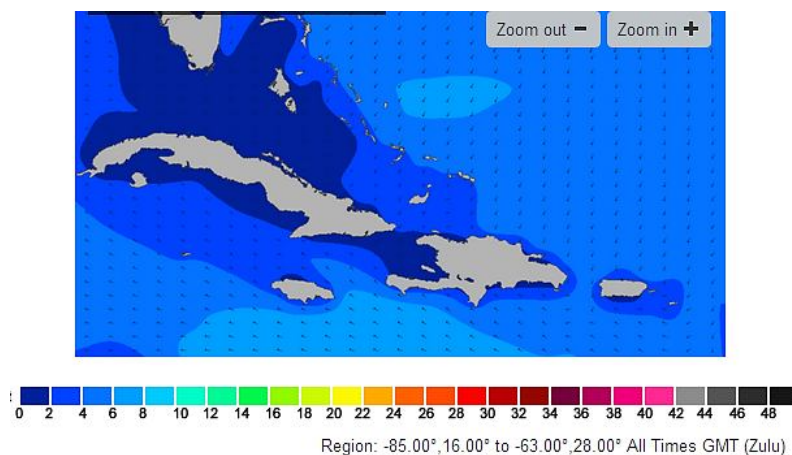 Zoom out − Zoom in +
0 2 4 6 8 10 12 14 16 18 20 22 24 26 28 30 32 34 36 38 40 42 44 46 48
Region: -85.00°,16.00° to -63.00°,28.00° All Times GMT (Zulu)